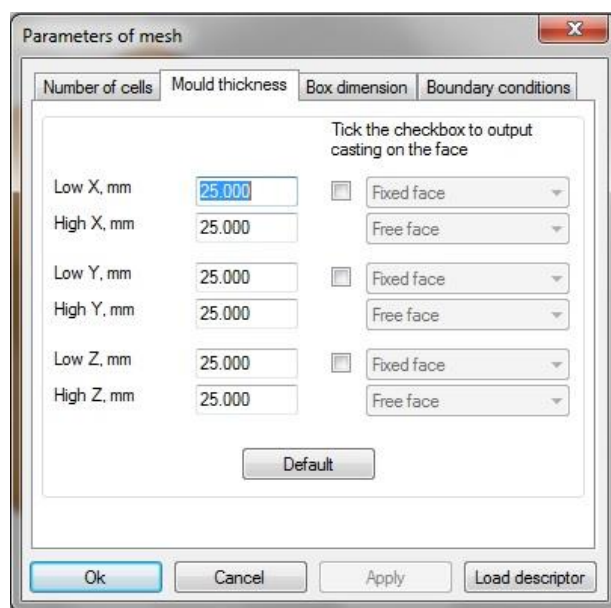 Parameters of mesh
Number of cells Mould thickness Box dimension Boundary conditions
Tick the checkbox to output
casting on the face
Low X, mm 25.000 Fixed face
High X, mm 25.000 Free face
Low Y, mm 25.000 Fixed face
High Y, mm 25.000 Free face
Low Z, mm 25.000 Fixed face
High Z, mm 25.000 Free face
Default
Ok Cancel Apply Load descriptor